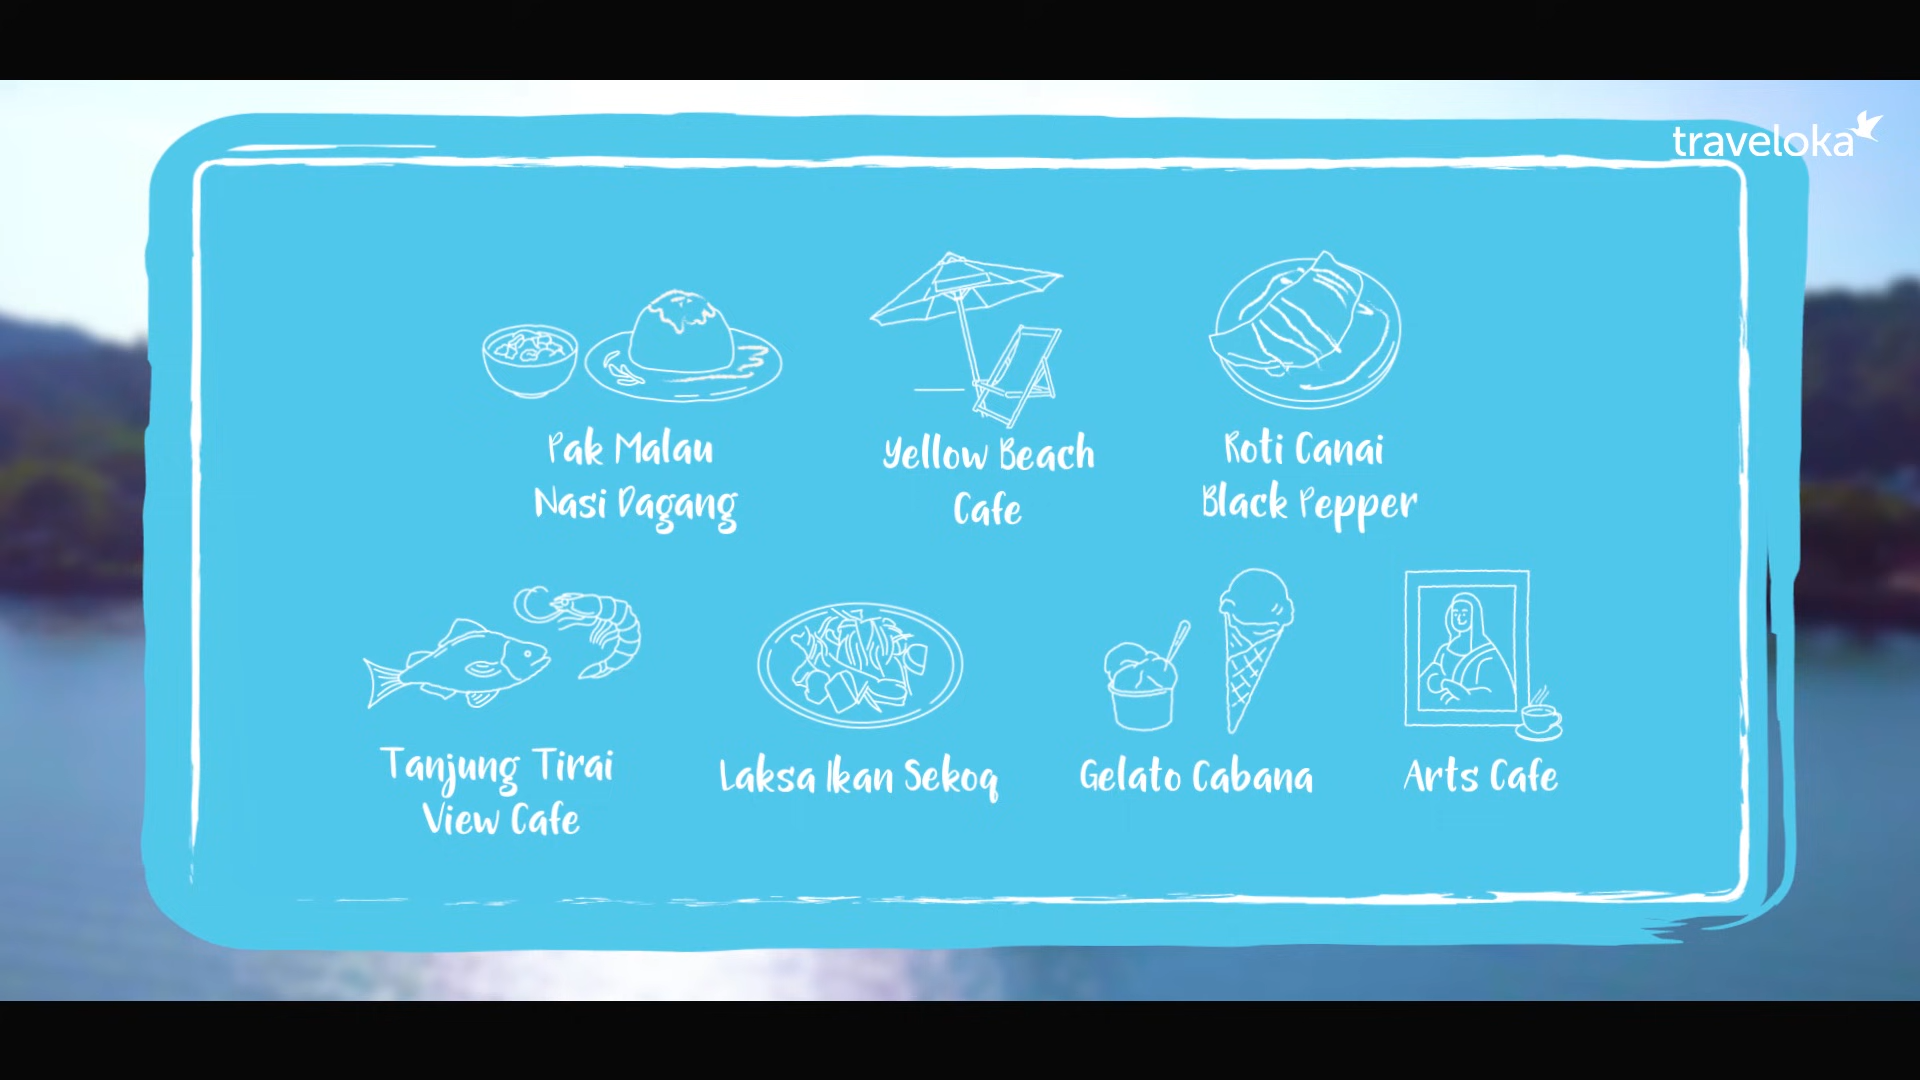 traveloka
Pak Malau
Nasi Dagang
Yellow Beach
Cafe
Roti Canai
Black Pepper
Tanjung Tirai
View Cafe
Laksa Ikan Sekoq
Gelato Cabana
Arts Cafe